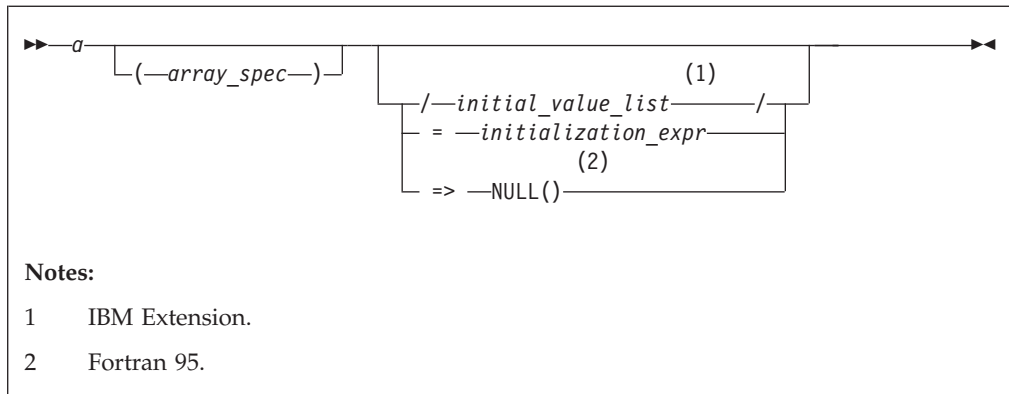 a
( array_spec )
(1)
/ initial_value_list /
= initialization_expr
(2)
=> NULL()
Notes:
1 IBM Extension.
2 Fortran 95.